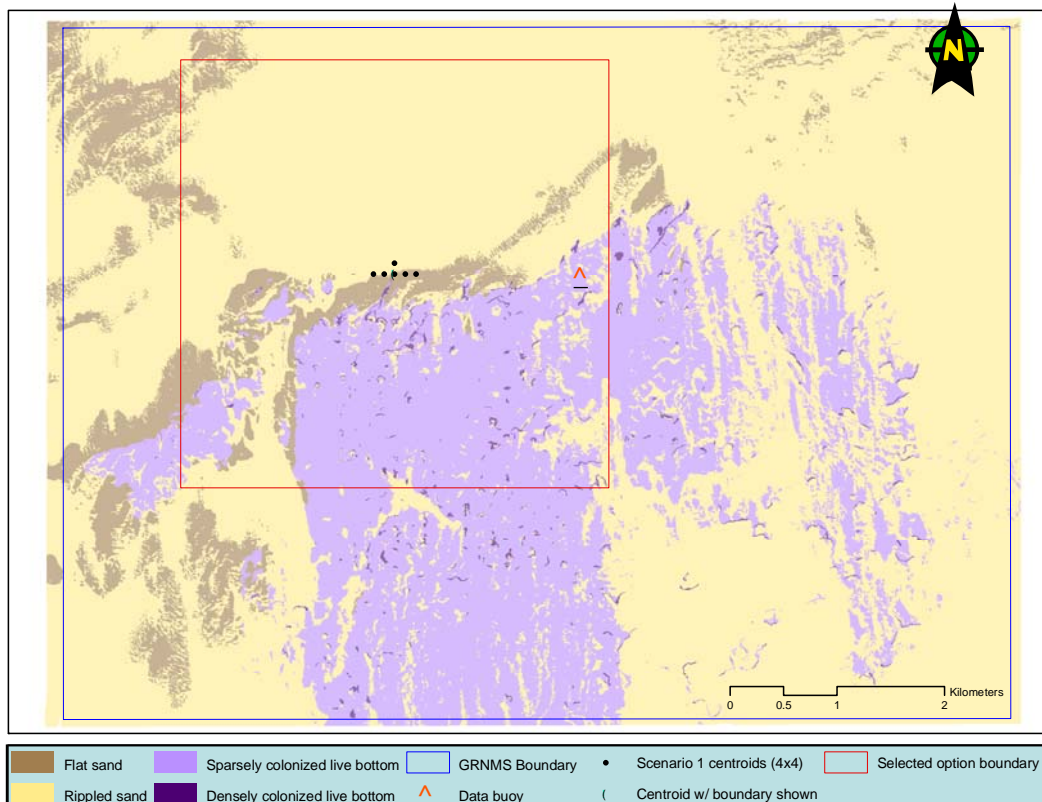 N
Kilometers
0 0.5 1 2
Flat sand
Sparsely colonized live bottom
GRNMS Boundary
Scenario 1 centroids (4x4)
Selected option boundary
Rippled sand
Densely colonized live bottom
Data buoy
Centroid w/ boundary shown